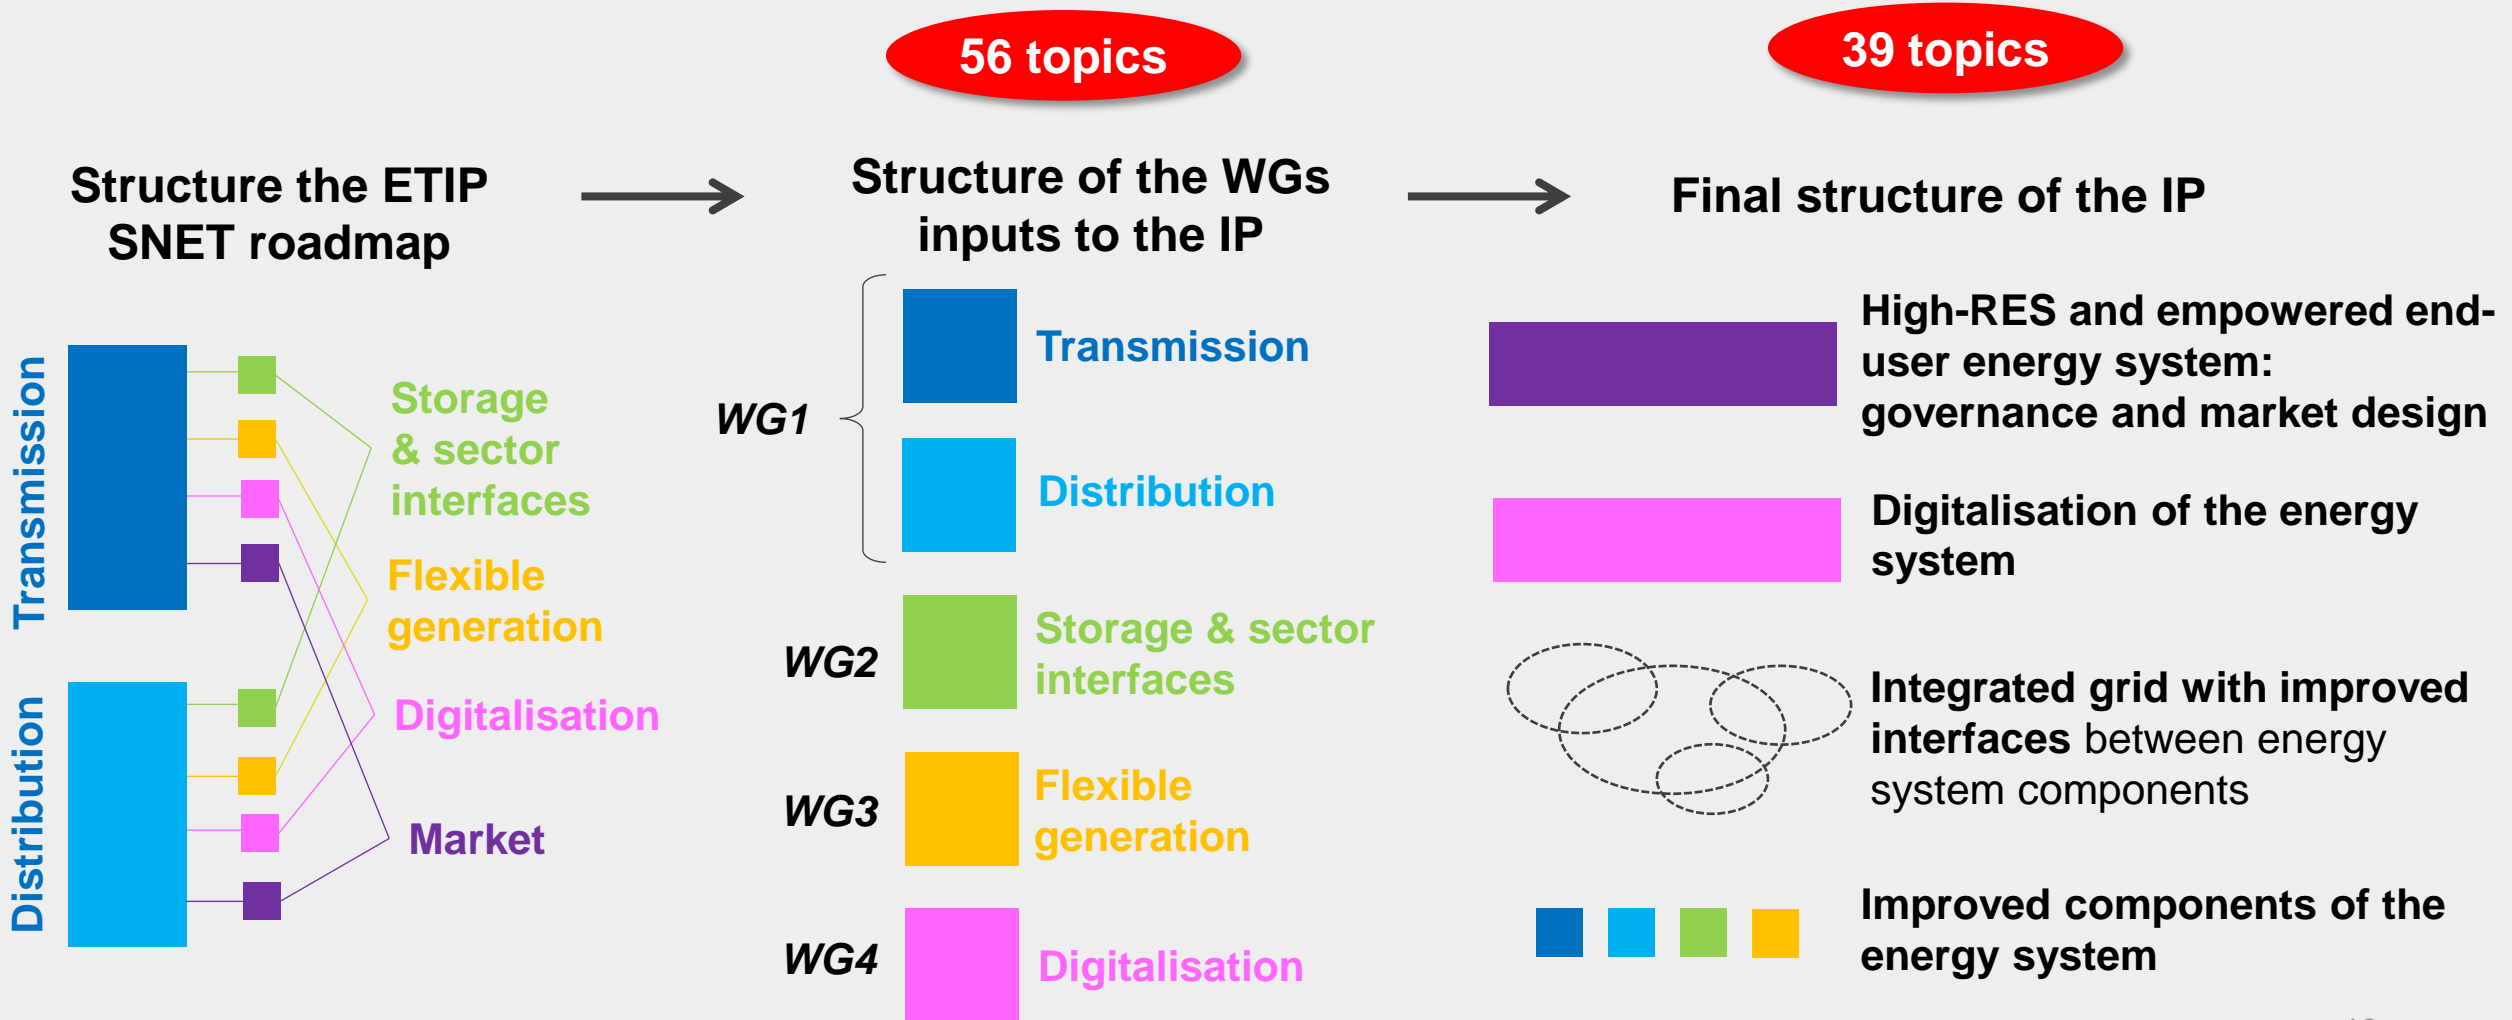 56 topics
39 topics
Structure the ETIP
SNET roadmap
Structure of the WGs
inputs to the IP
Final structure of the IP
Transmission
Distribution
Storage
& sector
interfaces
Flexible
generation
Digitalisation
Market
WG1
Transmission
Distribution
WG2
Storage & sector
interfaces
WG3
Flexible
generation
WG4
Digitalisation
High-RES and empowered end-
user energy system:
governance and market design
Digitalisation of the energy
system
Integrated grid with improved
interfaces between energy
system components
Improved components of the
energy system